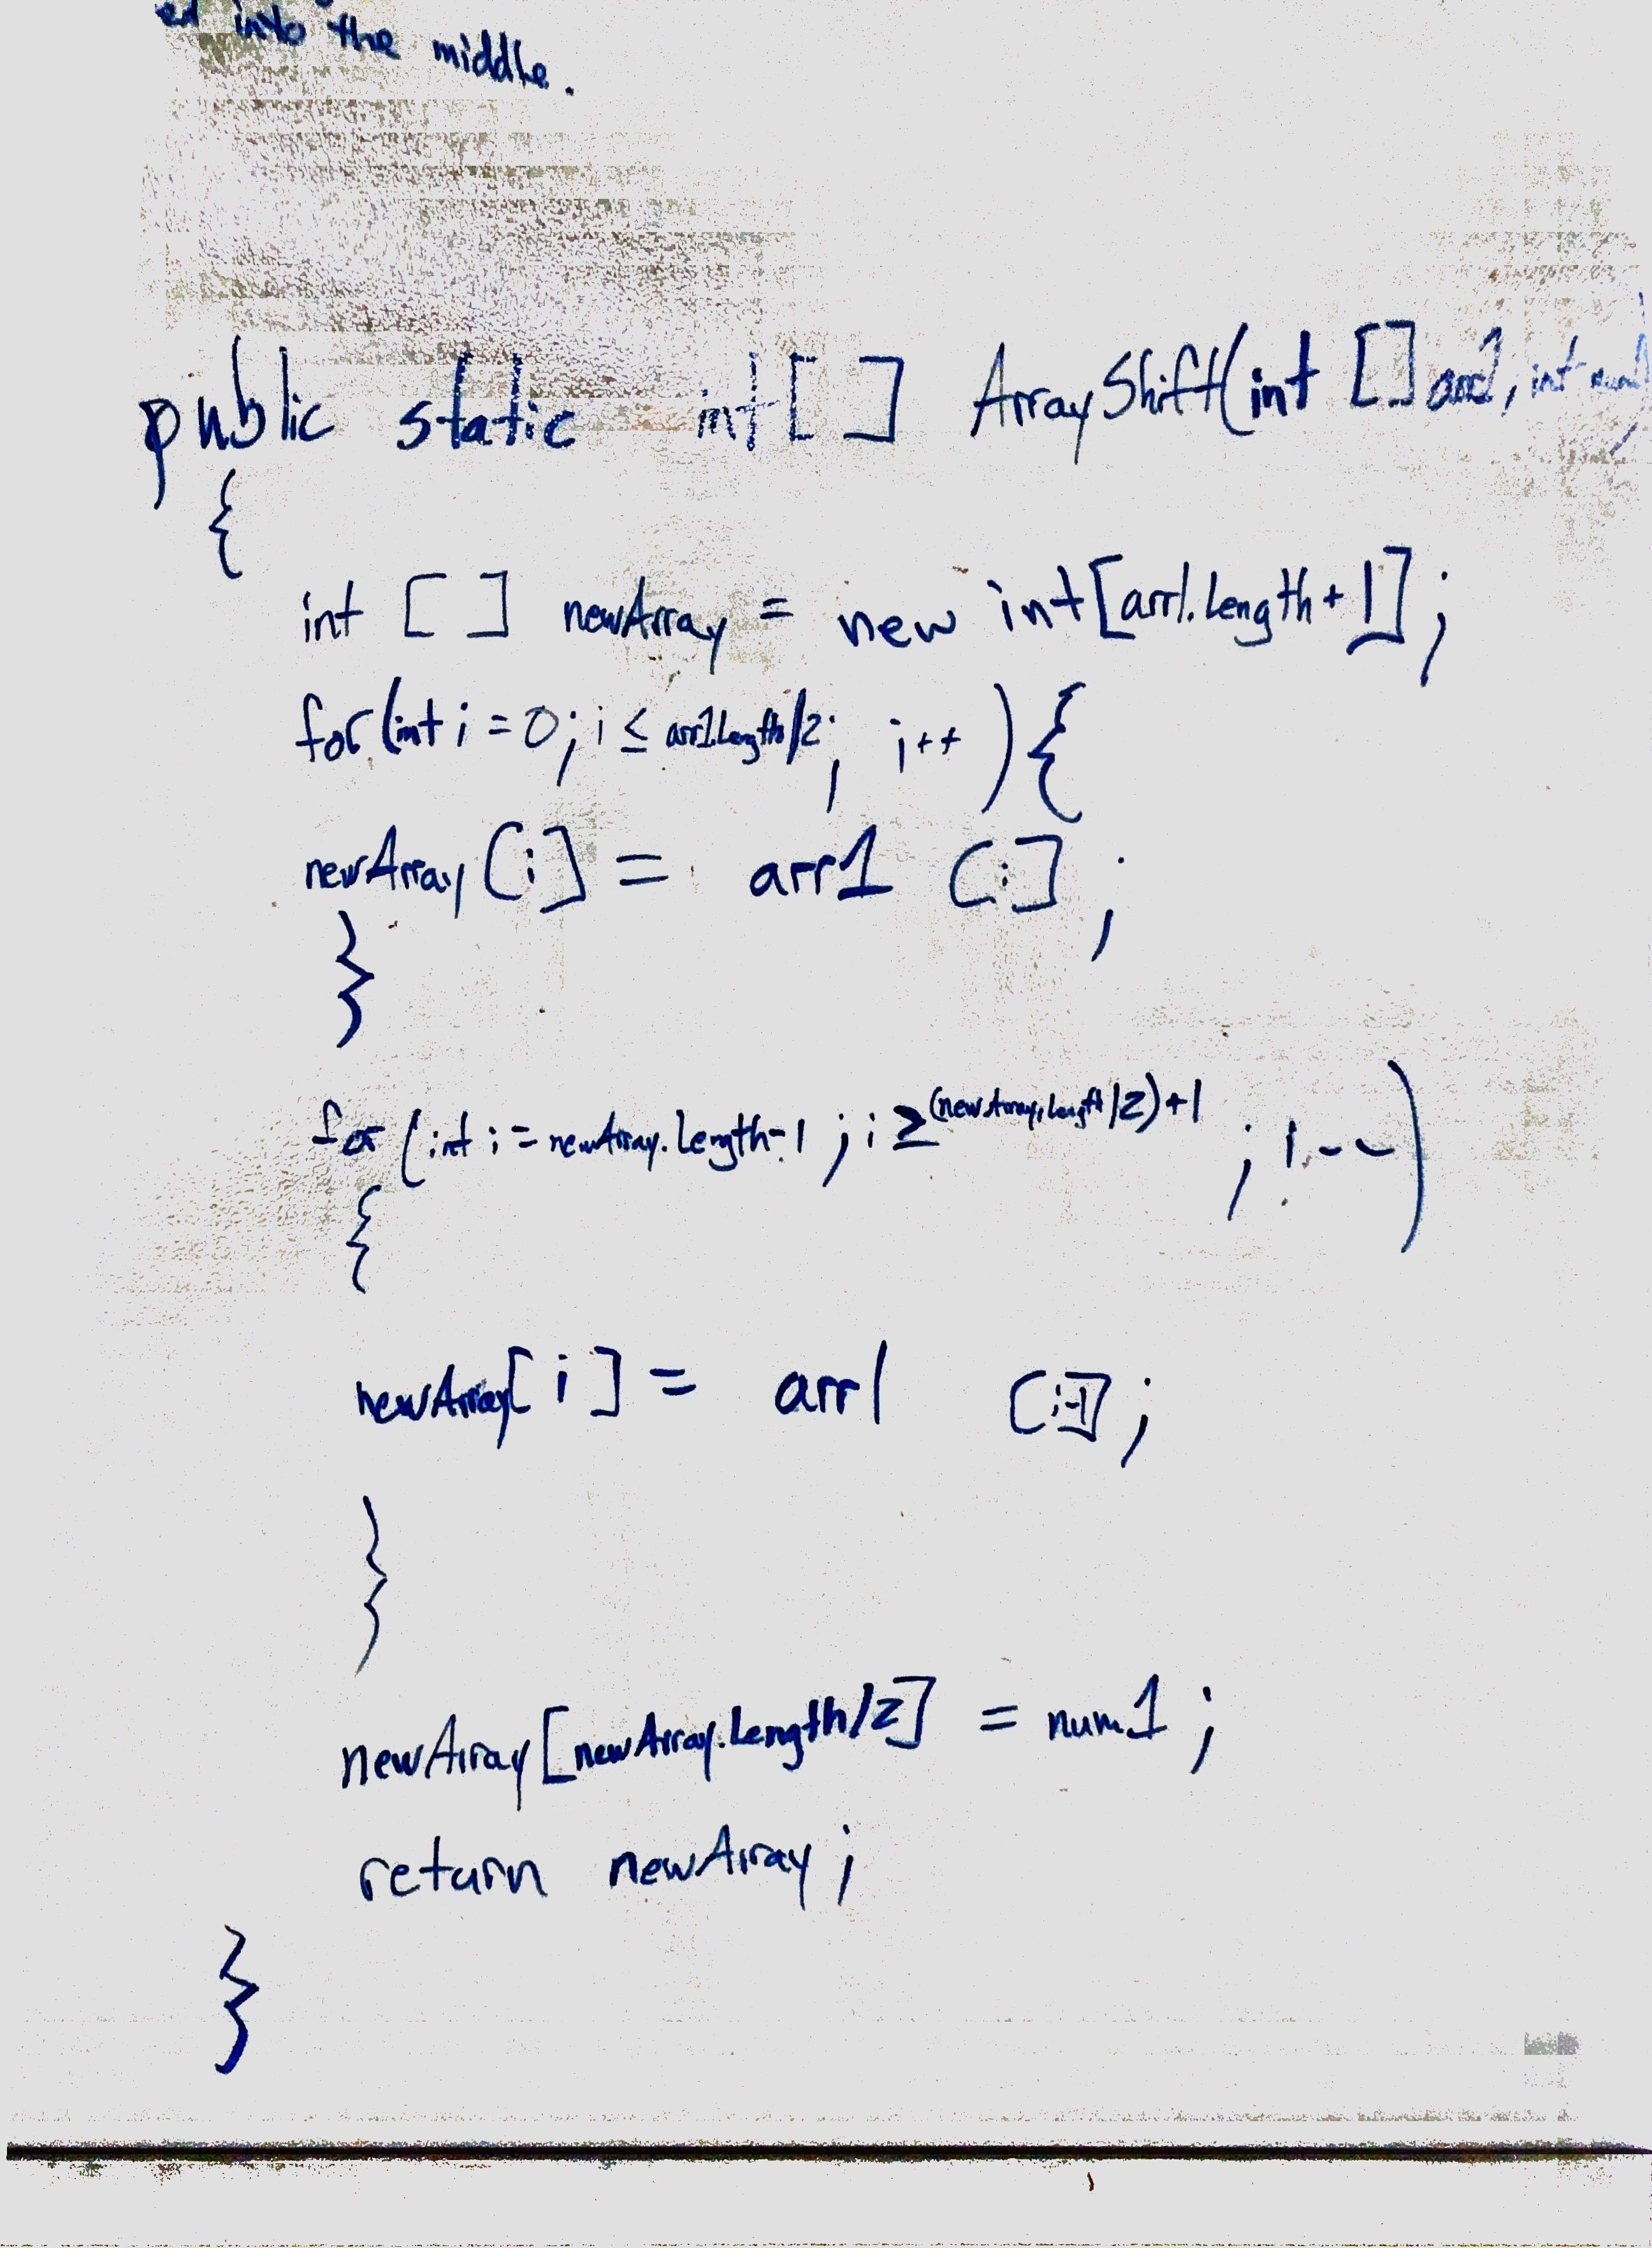 ed into the middle.
public static int[] ArrayShift(int []arr1, int num1)
{
int [ ] newArray = new int[arr1.length+1];
for(int i = 0; i ≤ arr1.length/2; i++){
newArray[i] = arr1 [i];
}
for (int i = newArray.length-1; i ≥ (newArray.length/2)+1; i--)
{
newArray[i] = arr1 [i-1];
}
newArray[newArray.length/2] = num1;
return newArray;
}